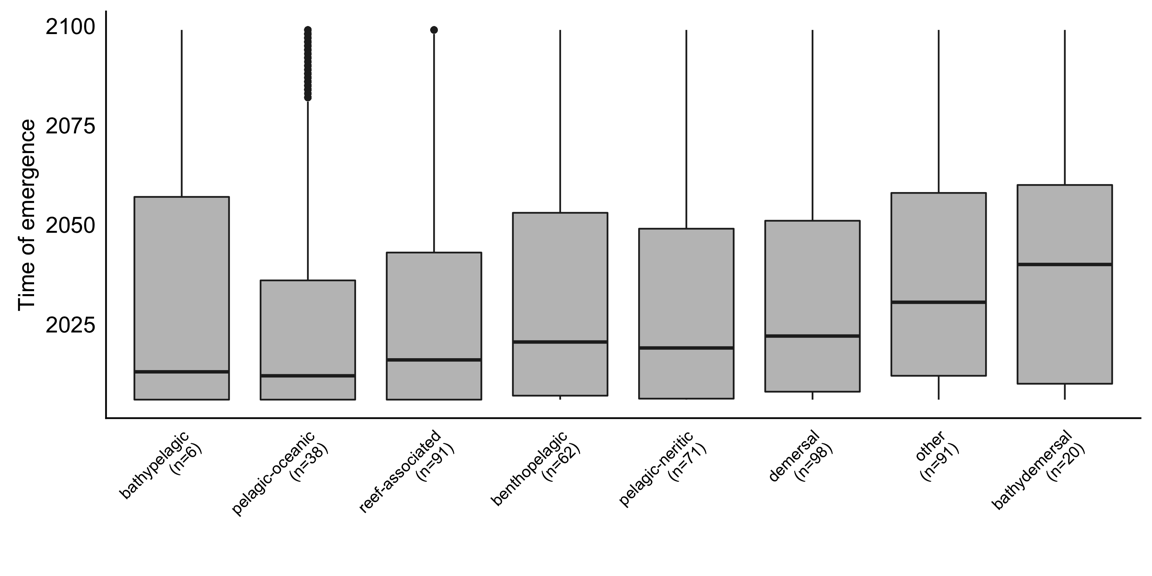 Time of emergence
2100
2075
2050
2025
bathypelagic
(n=6)
pelagic-oceanic
(n=38)
reef-associated
(n=91)
benthopelagic
(n=62)
pelagic-neritic
(n=71)
demersal
(n=98)
other
(n=91)
bathydemersal
(n=20)